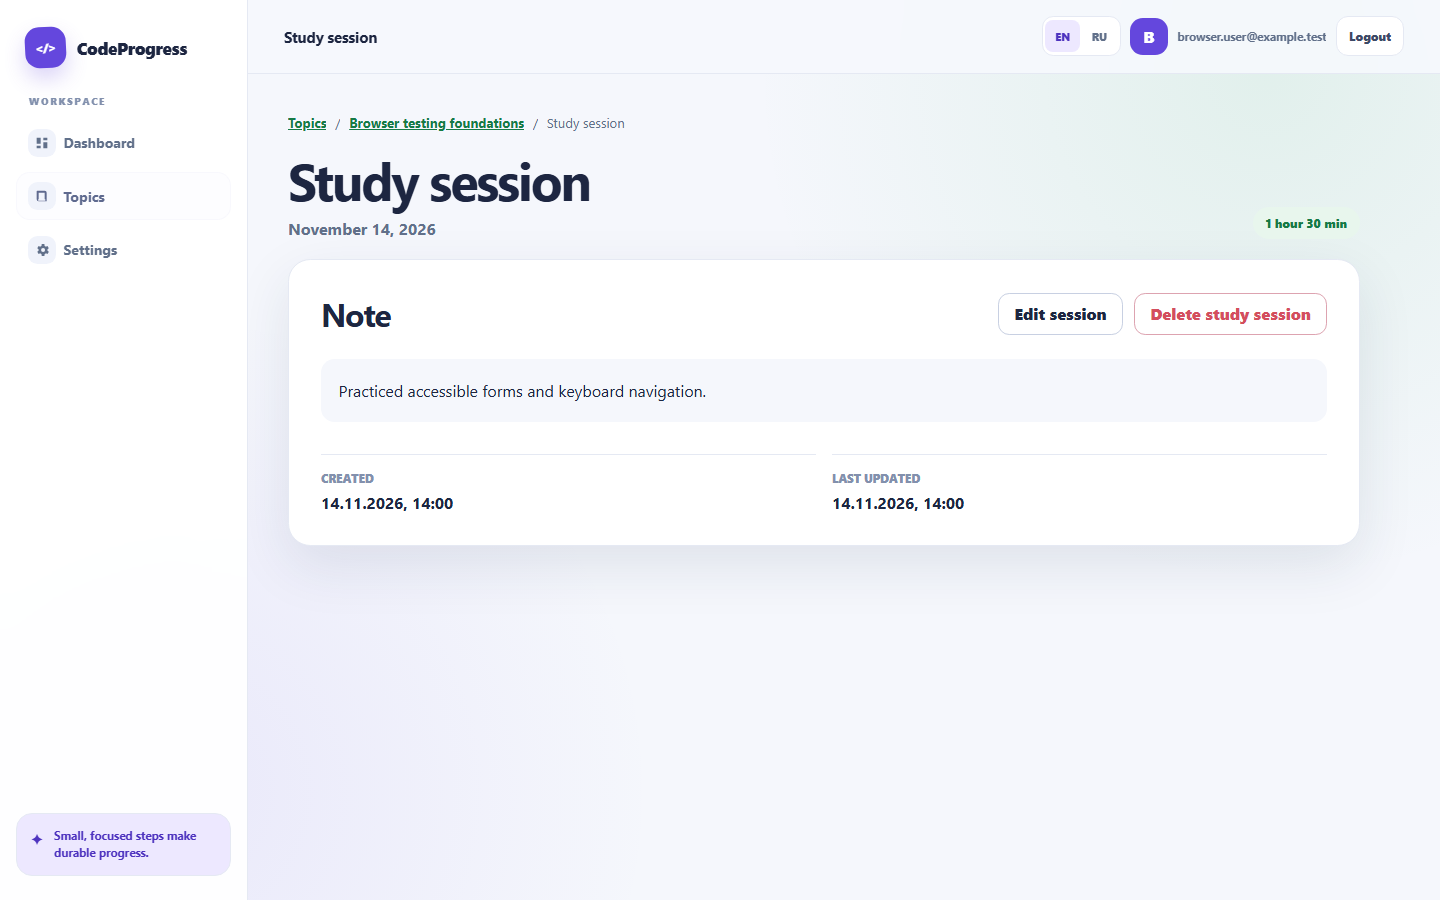 </> CodeProgress
WORKSPACE
Dashboard
Topics
Settings
Small, focused steps make
durable progress.
Study session
EN RU B browser.user@example.test Logout
Topics / Browser testing foundations / Study session
Study session
November 14, 2026
1 hour 30 min
Note
Edit session Delete study session
Practiced accessible forms and keyboard navigation.
CREATED
14.11.2026, 14:00
LAST UPDATED
14.11.2026, 14:00